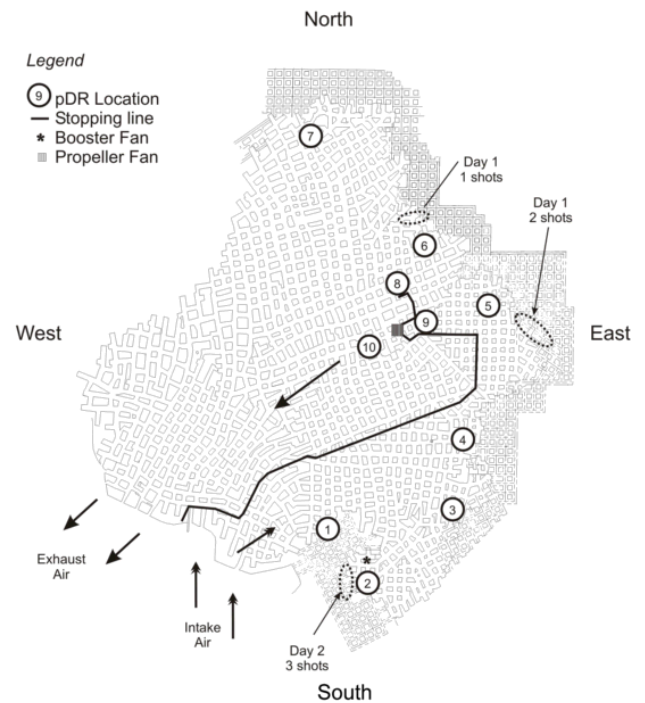 North
Legend
9 pDR Location
Stopping line
* Booster Fan
Propeller Fan
7
Day 1
1 shots
Day 1
2 shots
6
8
5
9
West
10
East
4
3
1
Exhaust
Air
2
Intake
Air
Day 2
3 shots
South